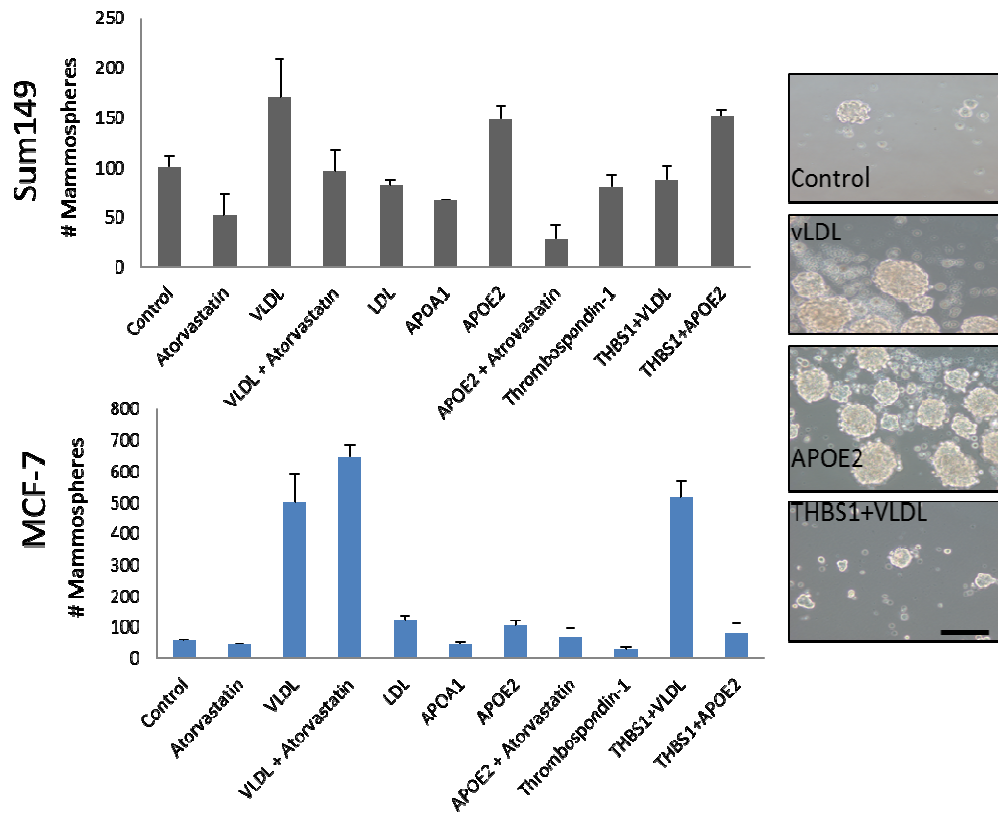 Sum149
# Mammospheres
250
200
150
100
50
0
Control
Atorvastatin
VLDL
VLDL + Atorvastatin
LDL
APOA1
APOE2
APOE2 + Atrovastatin
Thrombospondin-1
THBS1+VLDL
THBS1+APOE2
MCF-7
# Mammospheres
800
700
600
500
400
300
200
100
0
Control
Atorvastatin
VLDL
VLDL + Atorvastatin
LDL
APOA1
APOE2
APOE2 + Atorvastatin
Thrombospondin-1
THBS1+VLDL
THBS1+APOE2
Control
vLDL
APOE2
THBS1+VLDL